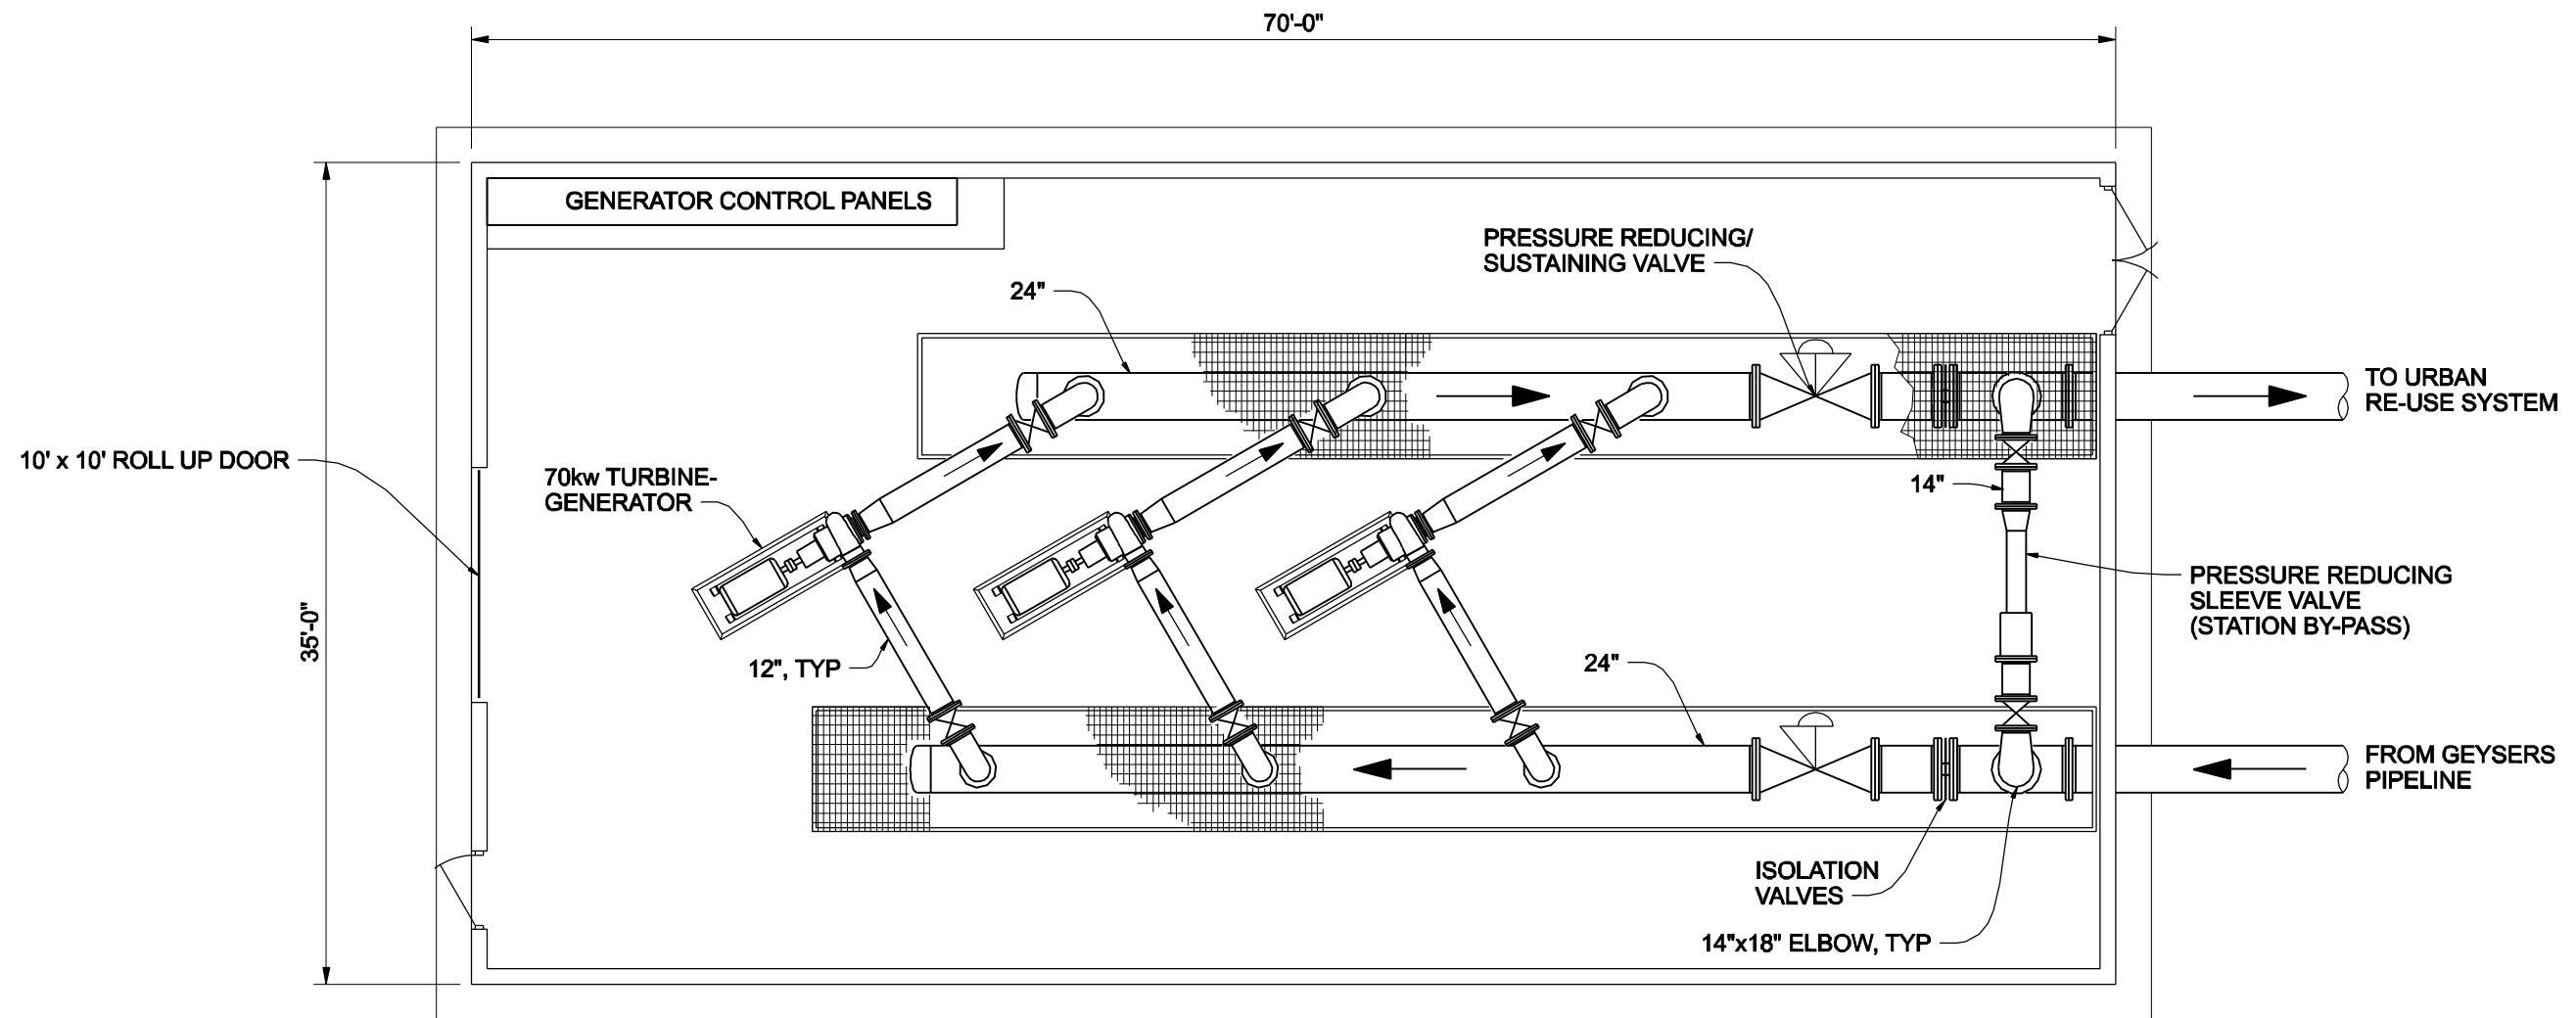 70'-0"
GENERATOR CONTROL PANELS
PRESSURE REDUCING/
SUSTAINING VALVE
24"
TO URBAN
RE-USE SYSTEM
10' x 10' ROLL UP DOOR
70kw TURBINE-
GENERATOR
14"
PRESSURE REDUCING
SLEEVE VALVE
(STATION BY-PASS)
35'-0"
12", TYP
24"
FROM GEYSERS
PIPELINE
ISOLATION
VALVES
14"x18" ELBOW, TYP